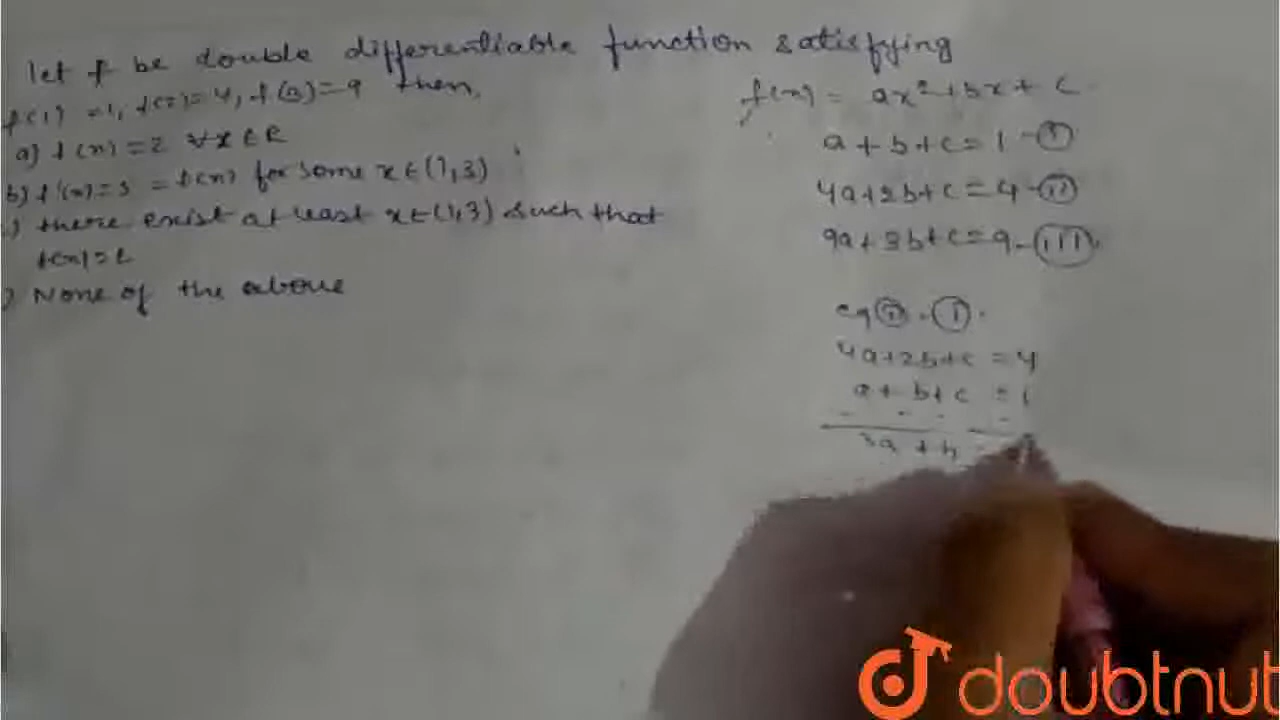 let f be double differentiable function satisfying
f(1) =1, f(2)=4, f(3)=9 then,
a) f(x) =2 ∀x ∈R
b) f'(x)=5 =f(x) for some x∈(1,3)
) there exist at least x∈(1,3) such that
f(x)=2
) None of the above
f(x) = ax²+bx+c
a+b+c=1-(i)
4a+2b+c=4-(ii)
9a+3b+c=9-(iii).
eq(ii)-(i).
4a+2b+c =4
a+b+c =1
3a+b
doubtnut